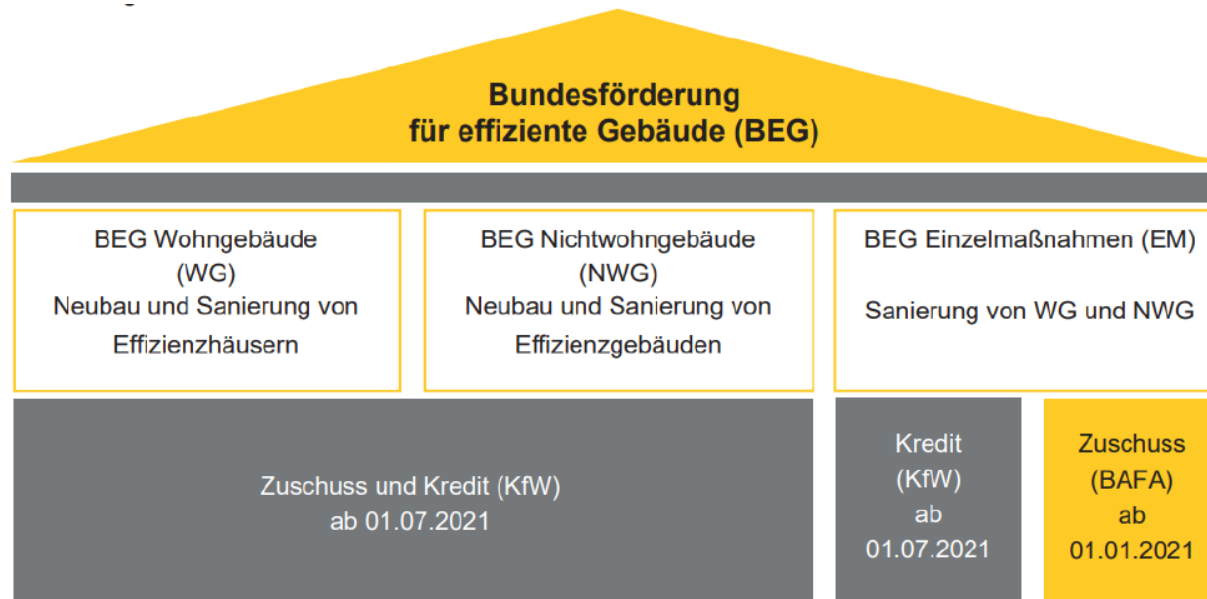 Bundesförderung
für effiziente Gebäude (BEG)
BEG Wohngebäude
(WG)
Neubau und Sanierung von
Effizienzhäusern
BEG Nichtwohngebäude
(NWG)
Neubau und Sanierung von
Effizienzgebäuden
BEG Einzelmaßnahmen (EM)
Sanierung von WG und NWG
Zuschuss und Kredit (KfW)
ab 01.07.2021
Kredit
(KfW)
ab
01.07.2021
Zuschuss
(BAFA)
ab
01.01.2021